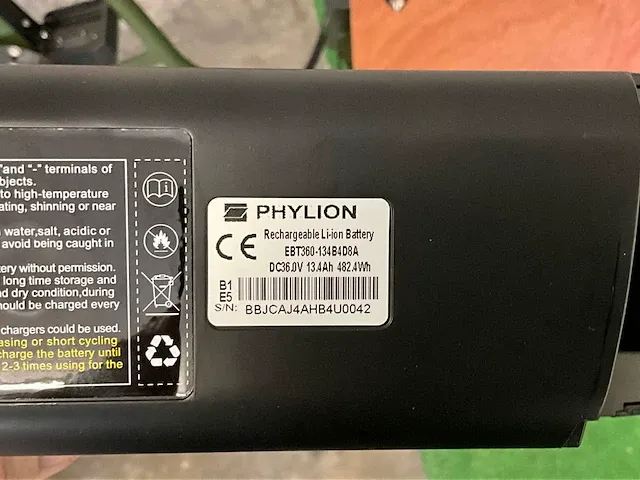 "and "-" terminals of
bjects.
to high-temperature
ating, shinning or near
water,salt, acidic or
avoid being caught in
tery without permission.
long time storage and
nd dry condition,during
hould be charged every
chargers could be used.
asing or short cycling
charge the battery until
2-3 times using for the
PHYLION
CE Rechargeable Li-ion Battery
EBT360-134B4D8A
DC36.0V 13.4Ah 482.4Wh
B1
E5
S/N: BBJCAJ4AHB4U0042